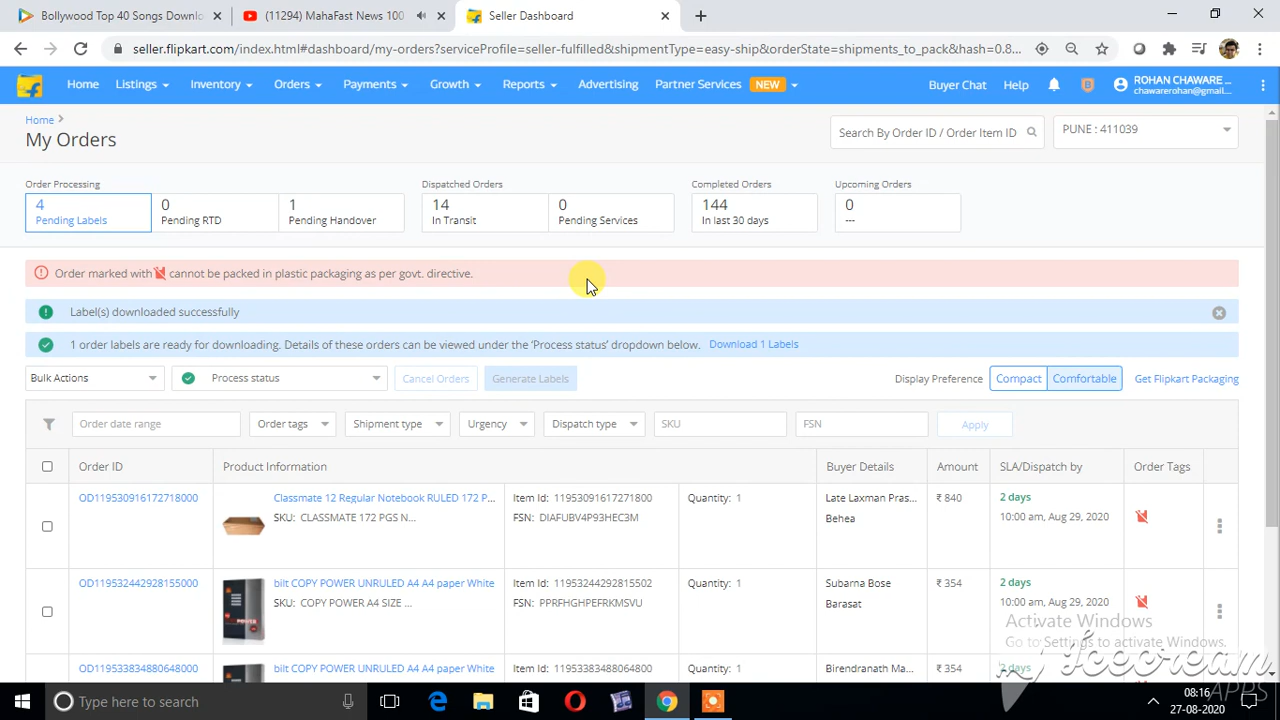 Bollywood Top 40 Songs Downlo
(11294) MahaFast News 100
Seller Dashboard
seller.flipkart.com/index.html#dashboard/my-orders?serviceProfile=seller-fulfilled&shipmentType=easy-ship&orderState=shipments_to_pack&hash=0.8...
Home
Listings
Inventory
Orders
Payments
Growth
Reports
Advertising
Partner Services
NEW
Buyer Chat
Help
ROHAN CHAWARE ...
chawarerohan@gmail...
Home
My Orders
Search By Order ID / Order Item ID
PUNE : 411039
Order Processing
4
Pending Labels
0
Pending RTD
1
Pending Handover
Dispatched Orders
14
In Transit
0
Pending Services
Completed Orders
144
In last 30 days
Upcoming Orders
0
---
Order marked with cannot be packed in plastic packaging as per govt. directive.
Label(s) downloaded successfully
1 order labels are ready for downloading. Details of these orders can be viewed under the 'Process status' dropdown below. Download 1 Labels
Bulk Actions
Process status
Cancel Orders
Generate Labels
Display Preference
Compact
Comfortable
Get Flipkart Packaging
Order date range
Order tags
Shipment type
Urgency
Dispatch type
SKU
FSN
Apply
Order ID
Product Information
Buyer Details
Amount
SLA/Dispatch by
Order Tags
OD119530916172718000
Classmate 12 Regular Notebook RULED 172 P...
SKU: CLASSMATE 172 PGS N...
Item Id: 11953091617271800
FSN: DIAFUBV4P93HEC3M
Quantity: 1
Late Laxman Pras...
Behea
₹ 840
2 days
10:00 am, Aug 29, 2020
OD119532442928155000
bilt COPY POWER UNRULED A4 A4 paper White
SKU: COPY POWER A4 SIZE ...
Item Id: 11953244292815502
FSN: PPRFHGHPEFRKMSVU
Quantity: 1
Subarna Bose
Barasat
₹ 354
2 days
10:00 am, Aug 29, 2020
OD119533834880648000
bilt COPY POWER UNRULED A4 A4 paper White
Item Id: 11953383488064800
Quantity: 1
Birendranath Ma...
₹ 354
2 days
Activate Windows
Go to Settings to activate Windows.
Icecream
APPS
Type here to search
08:16
27-08-2020